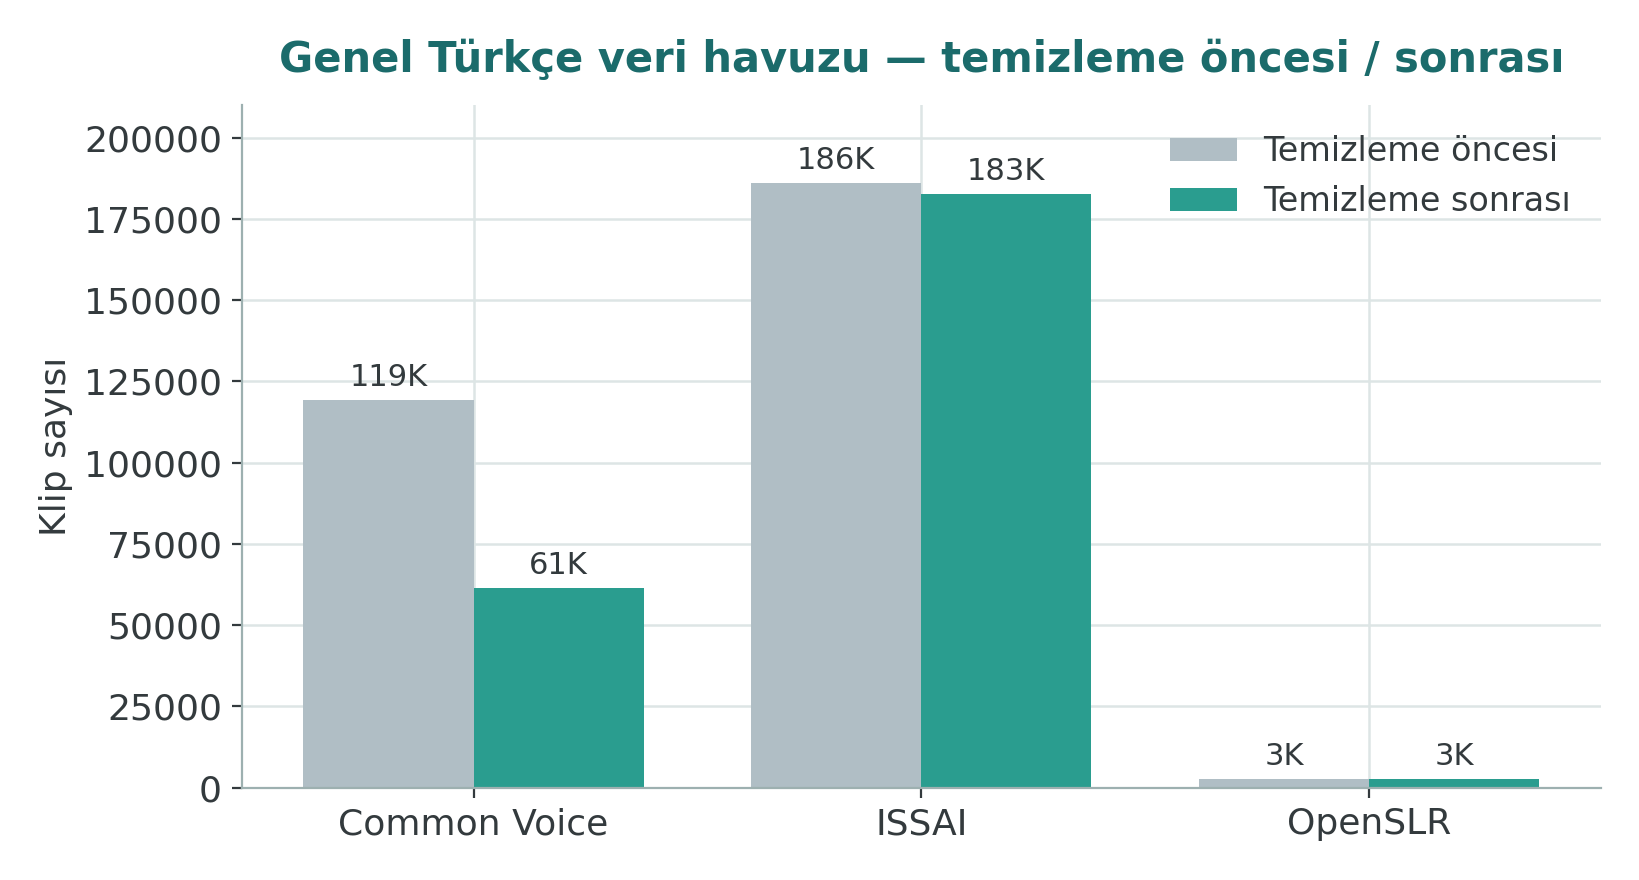 Genel Türkçe veri havuzu — temizleme öncesi / sonrası
Klip sayısı
200000
175000
150000
125000
100000
75000
50000
25000
0
119K
61K
186K
183K
3K
3K
Temizleme öncesi
Temizleme sonrası
Common Voice
ISSAI
OpenSLR